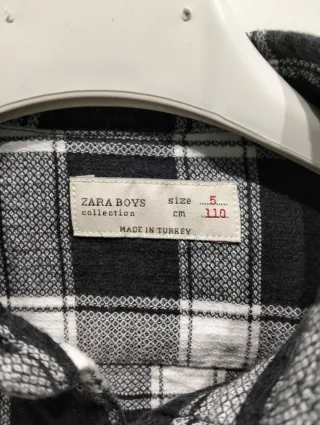 ZARA BOYS size 5
collection cm 110
MADE IN TURKEY